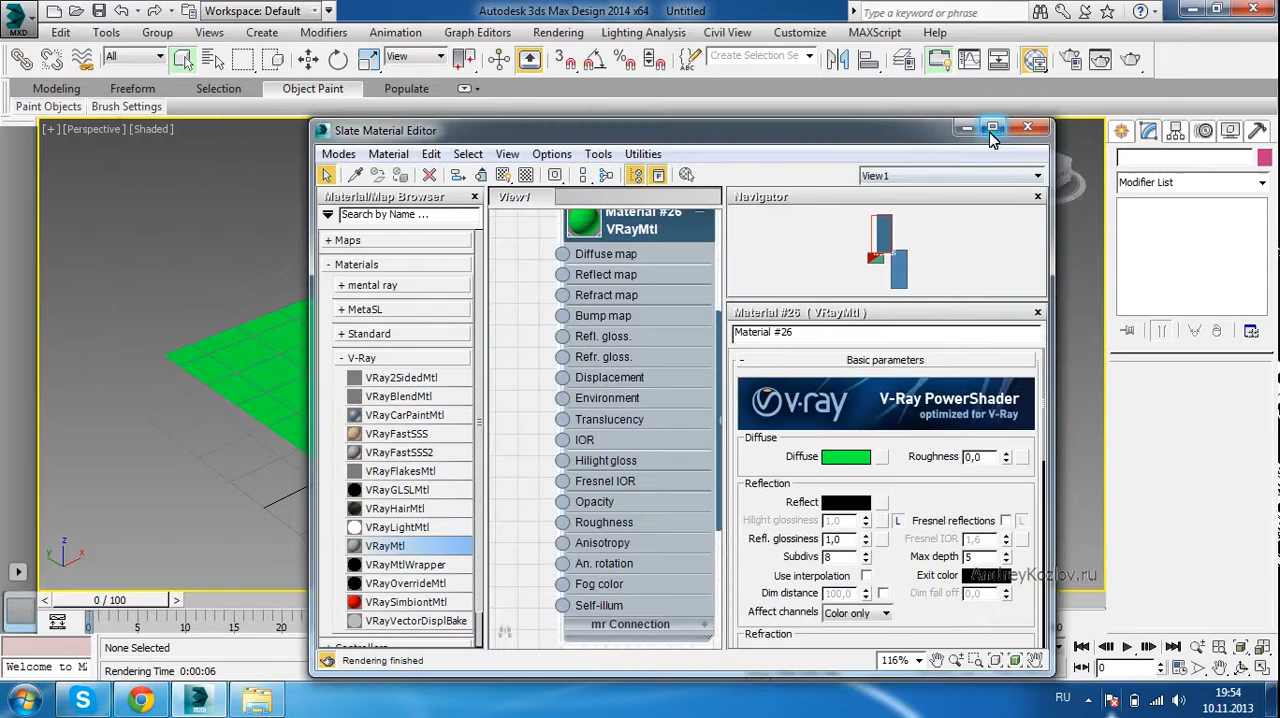 Workspace: Default
Autodesk 3ds Max Design 2014 x64 Untitled
Type a keyword or phrase
MXD
Edit Tools Group Views Create Modifiers Animation Graph Editors Rendering Lighting Analysis Civil View Customize MAXScript Help
All View Create Selection Se
Modeling Freeform Selection Object Paint Populate
Paint Objects Brush Settings
[+] [Perspective] [Shaded]
Slate Material Editor
Modes Material Edit Select View Options Tools Utilities
View1
Material/Map Browser
Search by Name ...
+ Maps
- Materials
+ mental ray
+ MetaSL
+ Standard
- V-Ray
VRay2SidedMtl
VRayBlendMtl
VRayCarPaintMtl
VRayFastSSS
VRayFastSSS2
VRayFlakesMtl
VRayGLSLMtl
VRayHairMtl
VRayLightMtl
VRayMtl
VRayMtlWrapper
VRayOverrideMtl
VRaySimbiontMtl
VRayVectorDisplBake
View1
Material #26
VRayMtl
Diffuse map
Reflect map
Refract map
Bump map
Refl. gloss.
Refr. gloss.
Displacement
Environment
Translucency
IOR
Hilight gloss
Fresnel IOR
Opacity
Roughness
Anisotropy
An. rotation
Fog color
Self-illum
mr Connection
Navigator
Material #26 ( VRayMtl )
Material #26
Basic parameters
V-Ray PowerShader
optimized for V-Ray
Diffuse
Diffuse Roughness 0,0
Reflection
Reflect
Hilight glossiness 1,0 L Fresnel reflections L
Refl. glossiness 1,0 Fresnel IOR 1,6
Subdivs 8 Max depth 5
Use interpolation Exit color
Dim distance 100,0 Dim fall off 0,0
Affect channels Color only
Refraction
AndreyKozlov.ru
Rendering finished
116%
Modifier List
0 / 100
0 5
None Selected
Welcome to M
Rendering Time 0:00:06
0
RU
19:54
10.11.2013